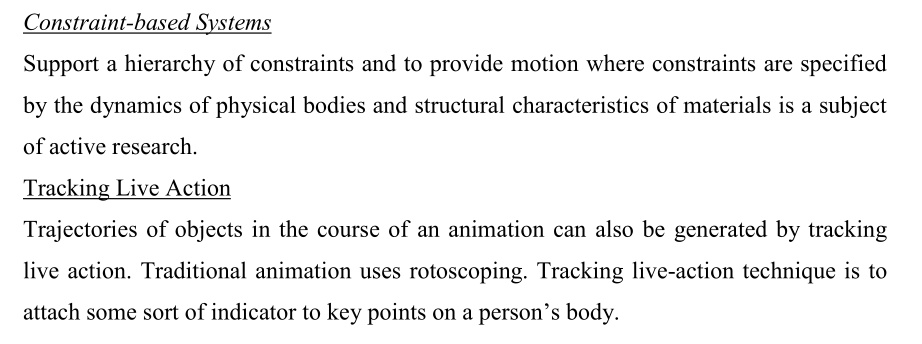 Constraint-based Systems
Support a hierarchy of constraints and to provide motion where constraints are specified
by the dynamics of physical bodies and structural characteristics of materials is a subject
of active research.
Tracking Live Action
Trajectories of objects in the course of an animation can also be generated by tracking
live action. Traditional animation uses rotoscoping. Tracking live-action technique is to
attach some sort of indicator to key points on a person’s body.